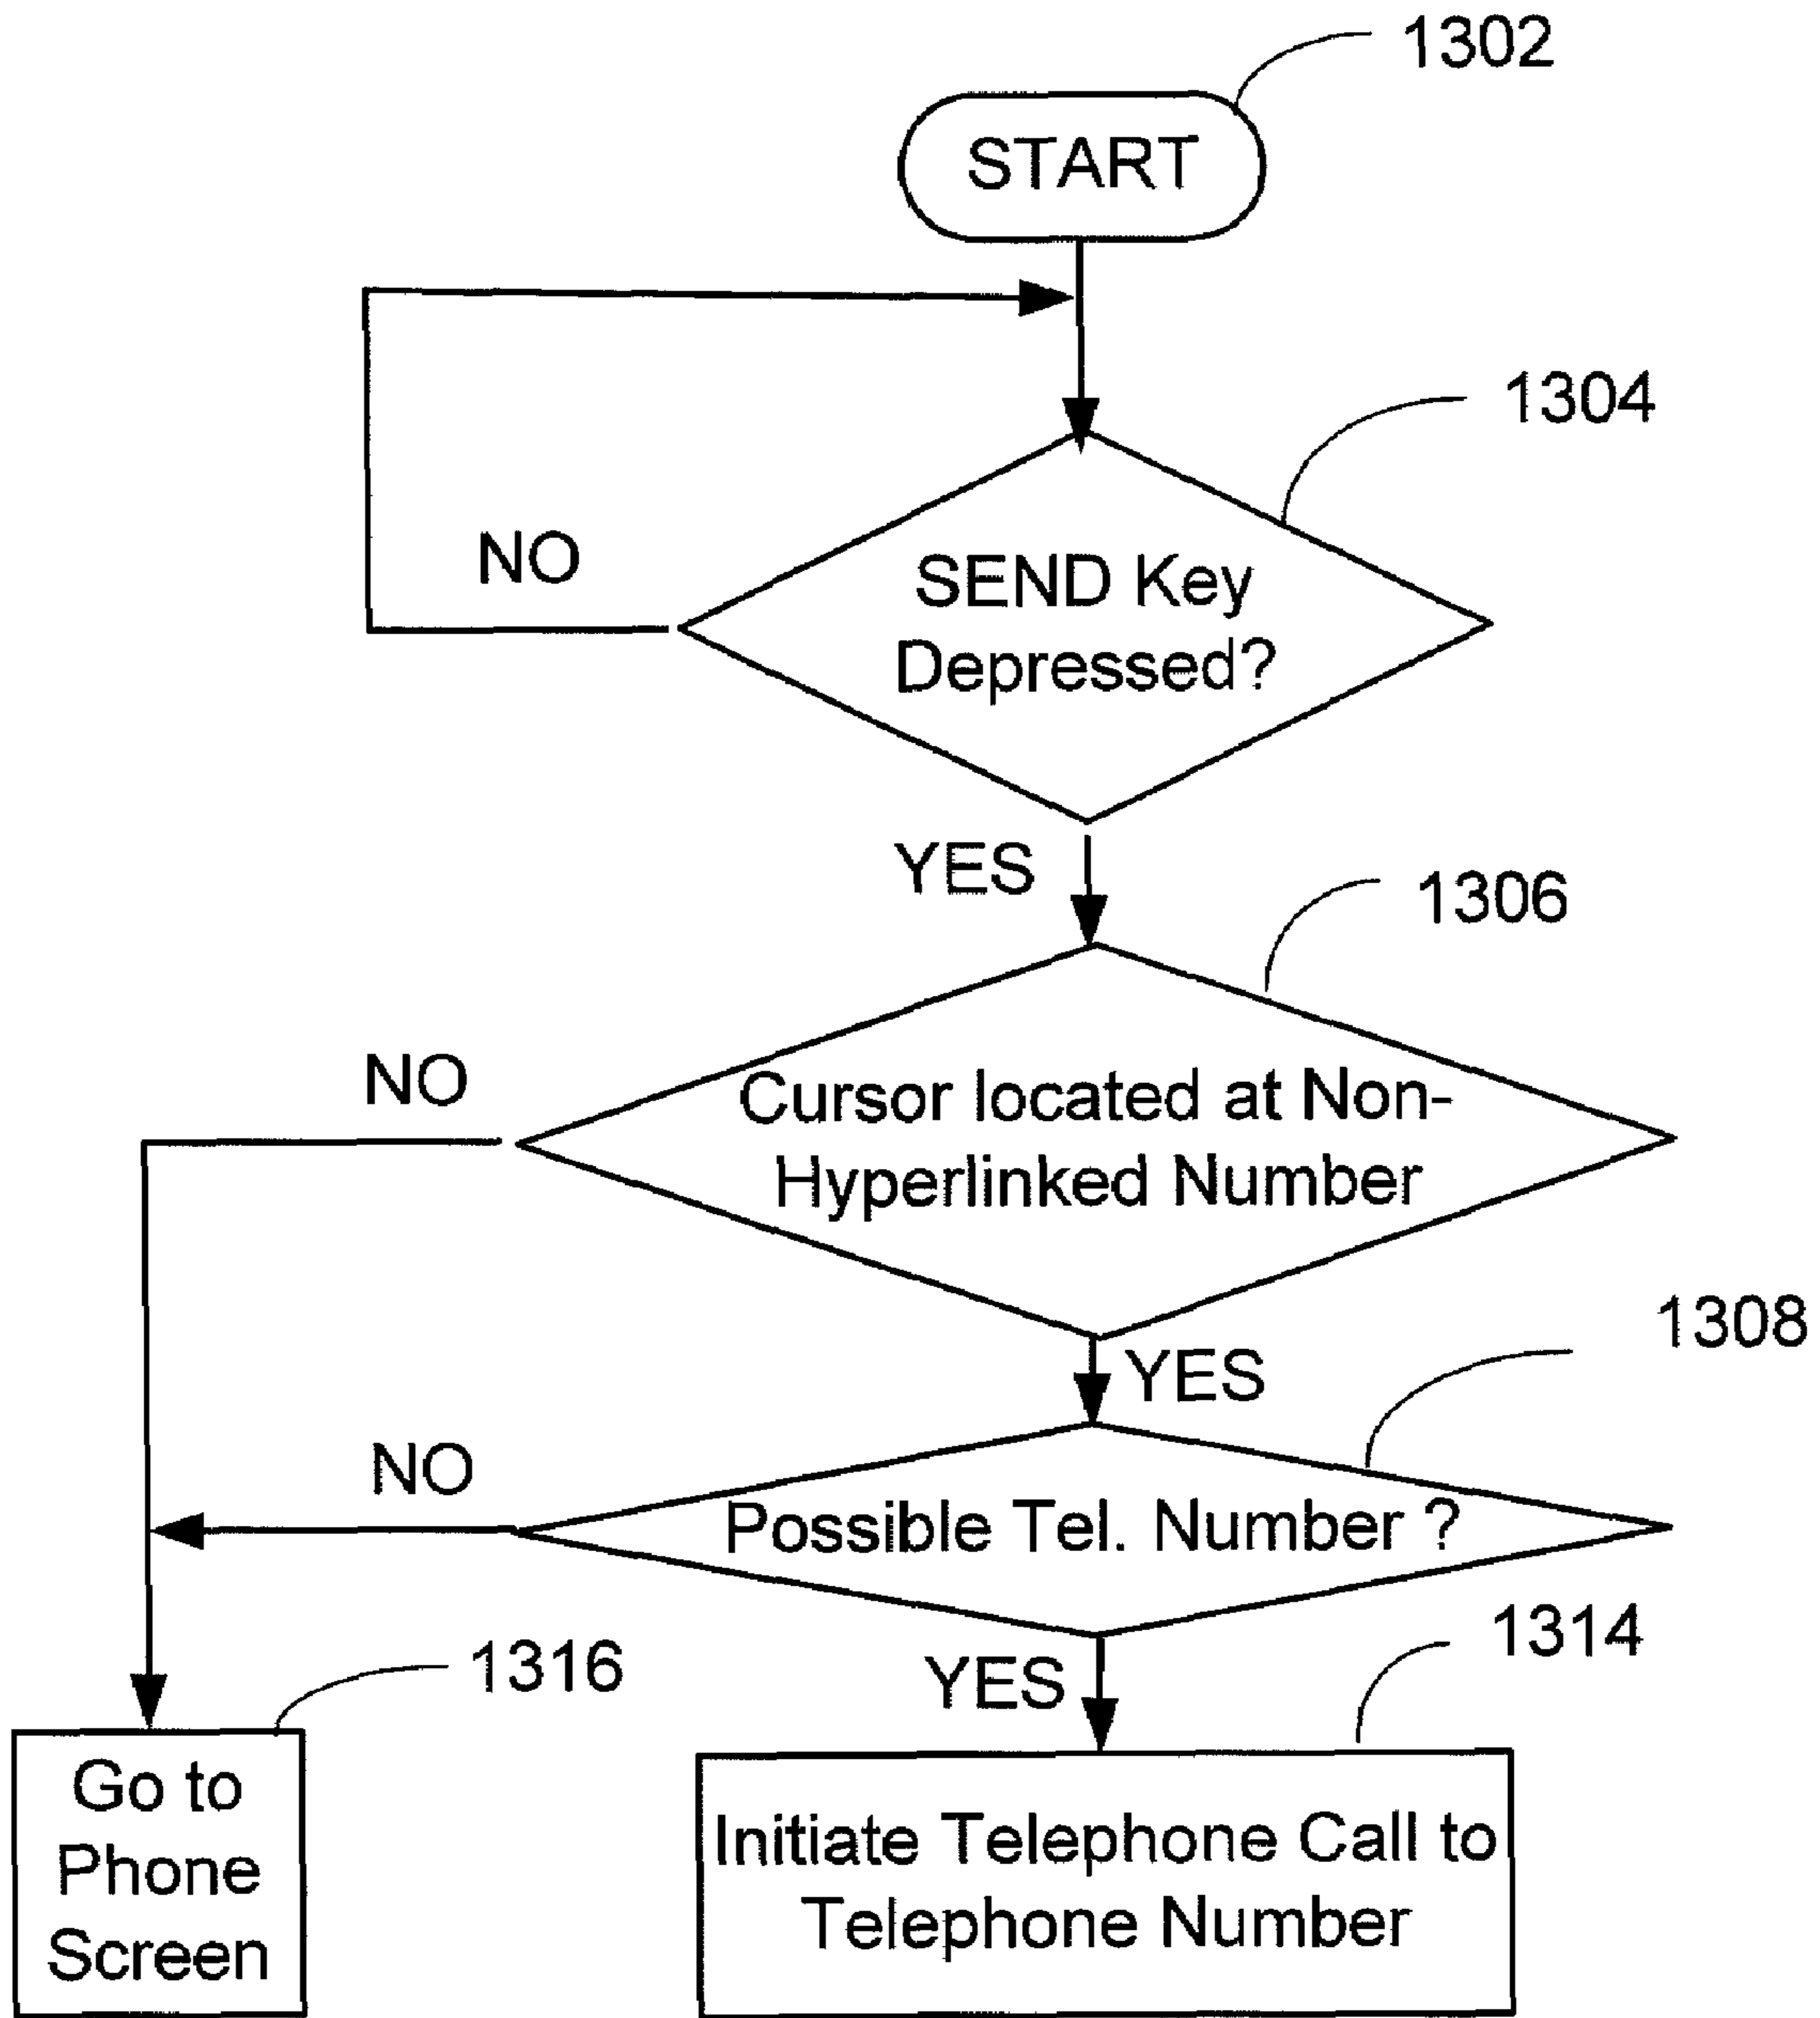 1302
START
1304
NO
SEND Key
Depressed?
YES
1306
NO
Cursor located at Non-
Hyperlinked Number
1308
YES
NO
Possible Tel. Number ?
1314
1316
YES
Go to
Phone
Screen
Initiate Telephone Call to
Telephone Number